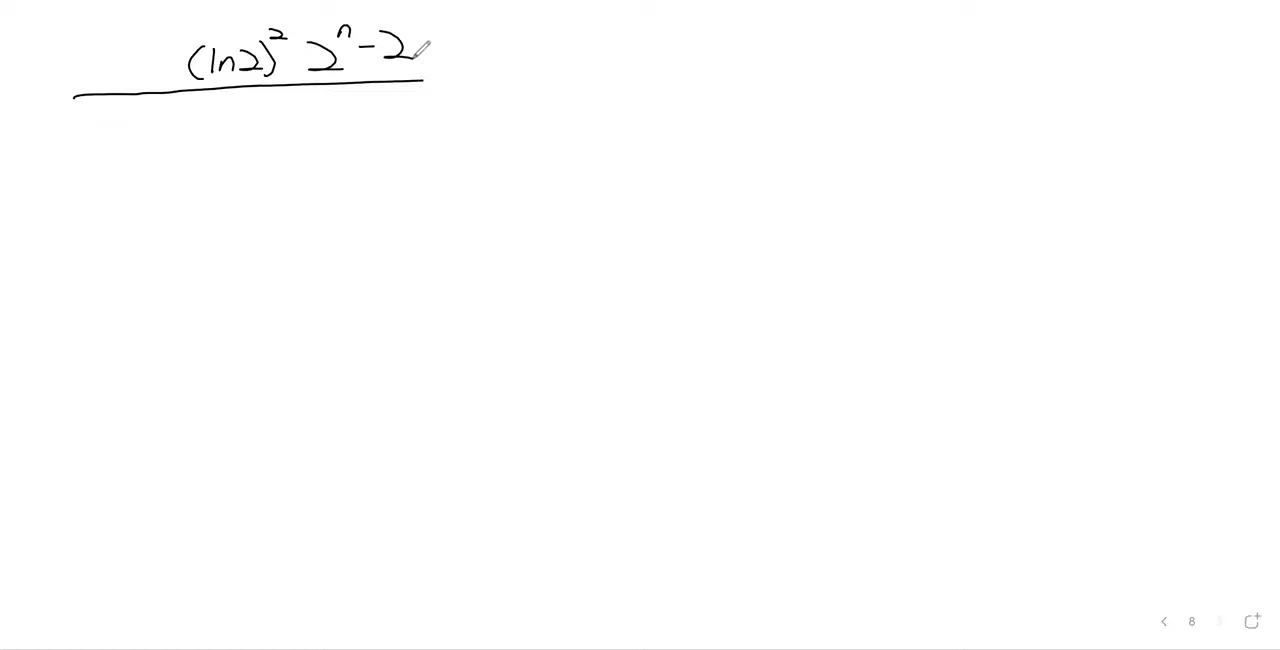 (ln2)² 2ⁿ - 2
< 8